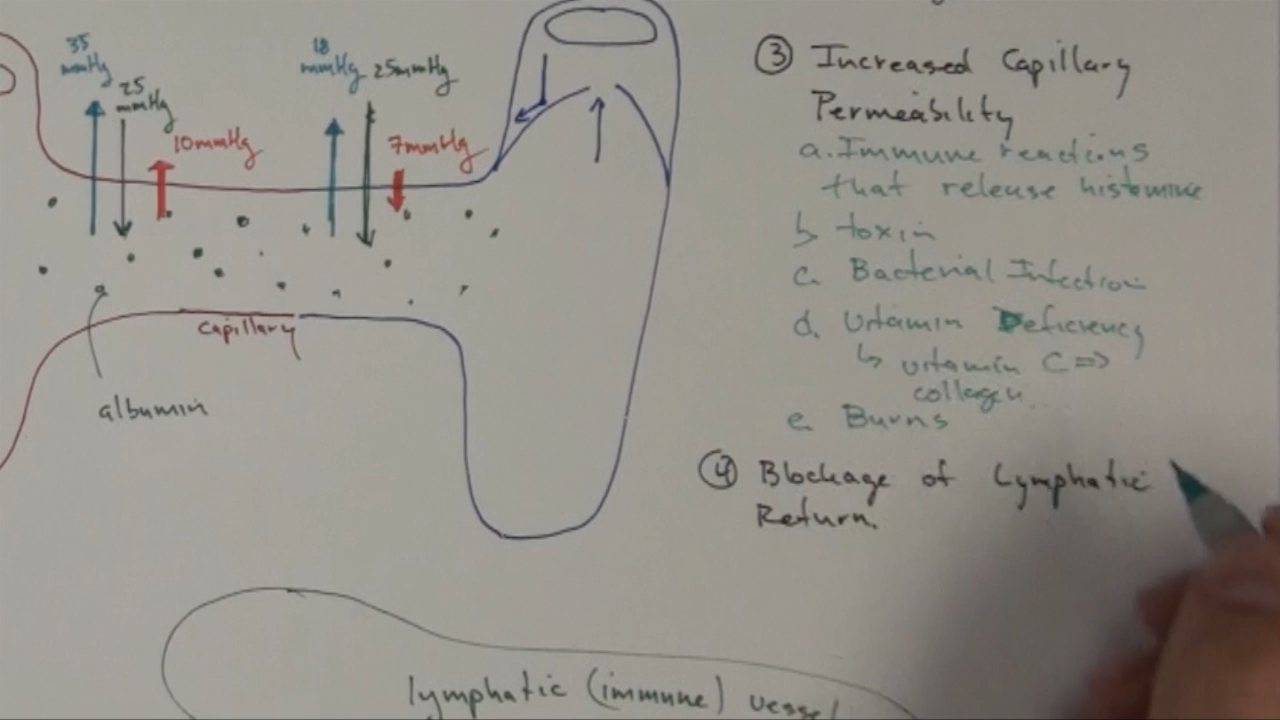 35
mmHg
25
mmHg
10mmHg
18
mmHg
25mmHg
7mmHg
capillary
albumin
lymphatic (immune) vessel
③ Increased Capillary
Permeability
a. Immune reactions
that release histamine
b toxin
c. Bacterial Infection
d. Vitamin Deficiency
↳ vitamin C ⇒
collagen
e. Burns
④ Blockage of Lymphatic
Return.